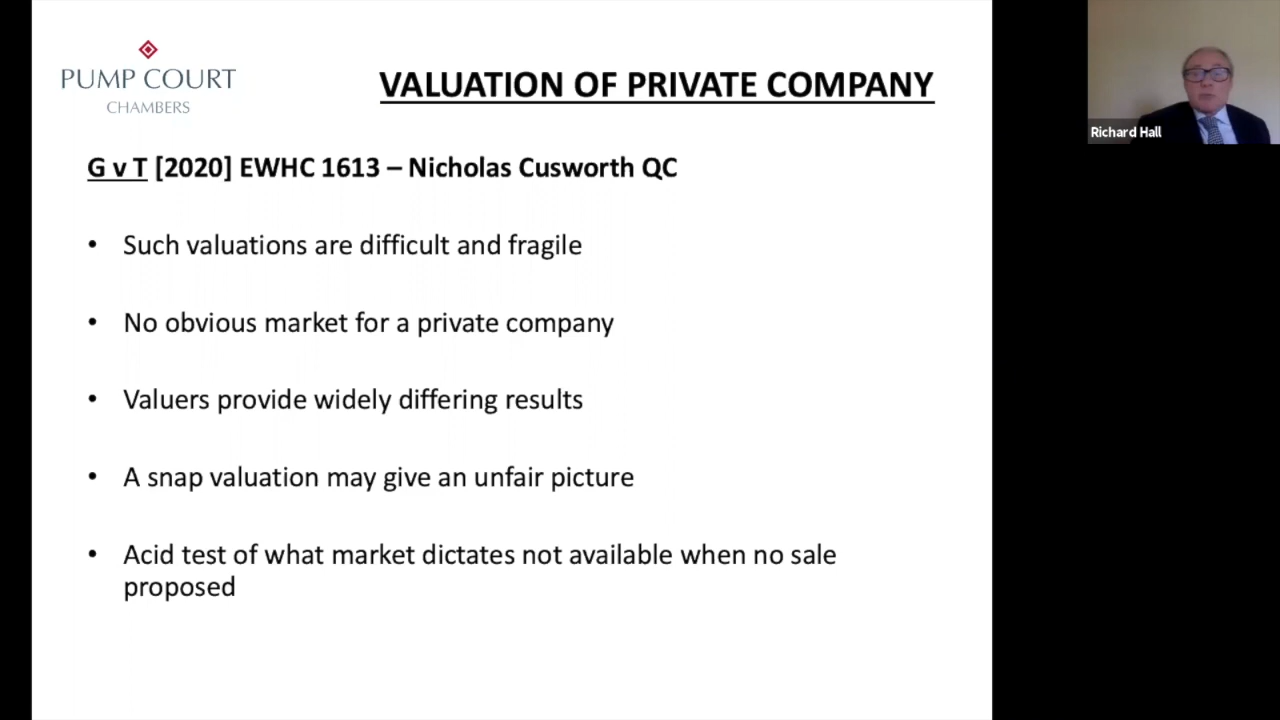 PUMP COURT
CHAMBERS
VALUATION OF PRIVATE COMPANY
G v T [2020] EWHC 1613 – Nicholas Cusworth QC
• Such valuations are difficult and fragile
• No obvious market for a private company
• Valuers provide widely differing results
• A snap valuation may give an unfair picture
• Acid test of what market dictates not available when no sale
proposed
Richard Hall